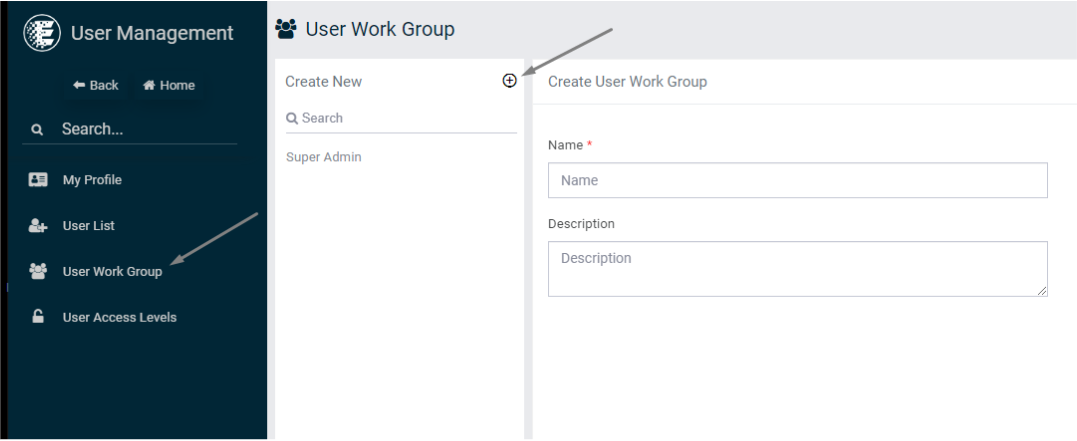 User Management
Back
Home
Search...
My Profile
User List
User Work Group
User Access Levels
User Work Group
Create New
Search
Super Admin
Create User Work Group
Name *
Name
Description
Description